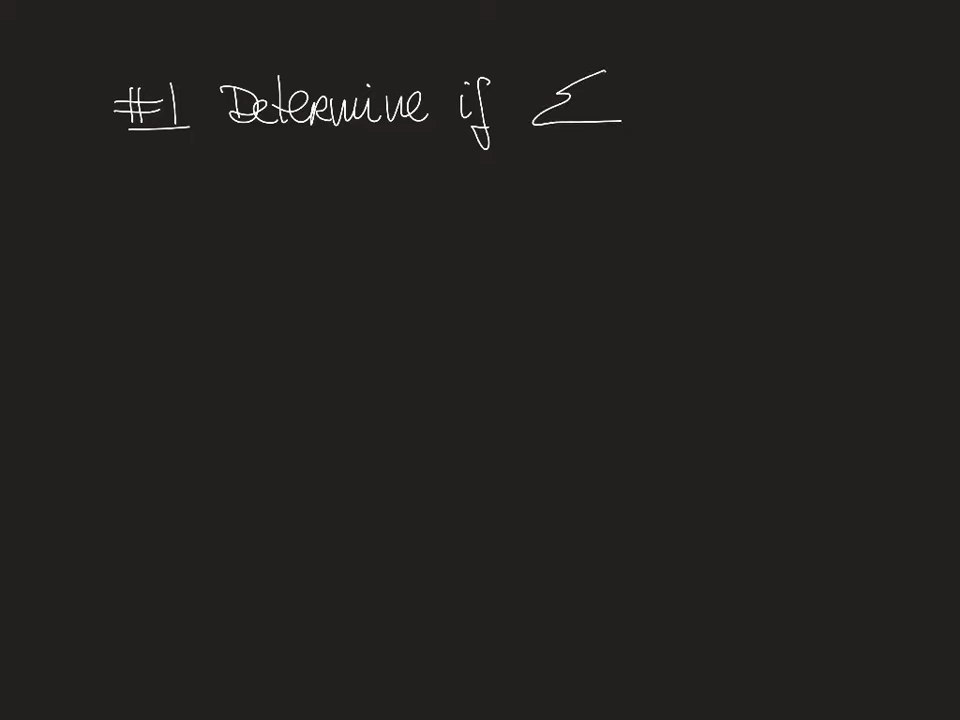 #1 Determine if Σ